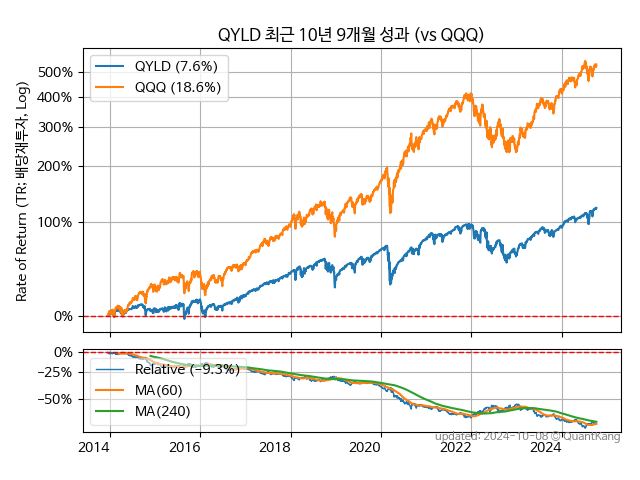 QYLD 최근 10년 9개월 성과 (vs QQQ)
QYLD (7.6%)
QQQ (18.6%)
Rate of Return (TR; 배당재투자, Log)
500%
400%
300%
200%
100%
0%
0%
−25%
−50%
Relative (−9.3%)
MA(60)
MA(240)
2014 2016 2018 2020 2022 2024
updated: 2024-10-08 © QuantKang